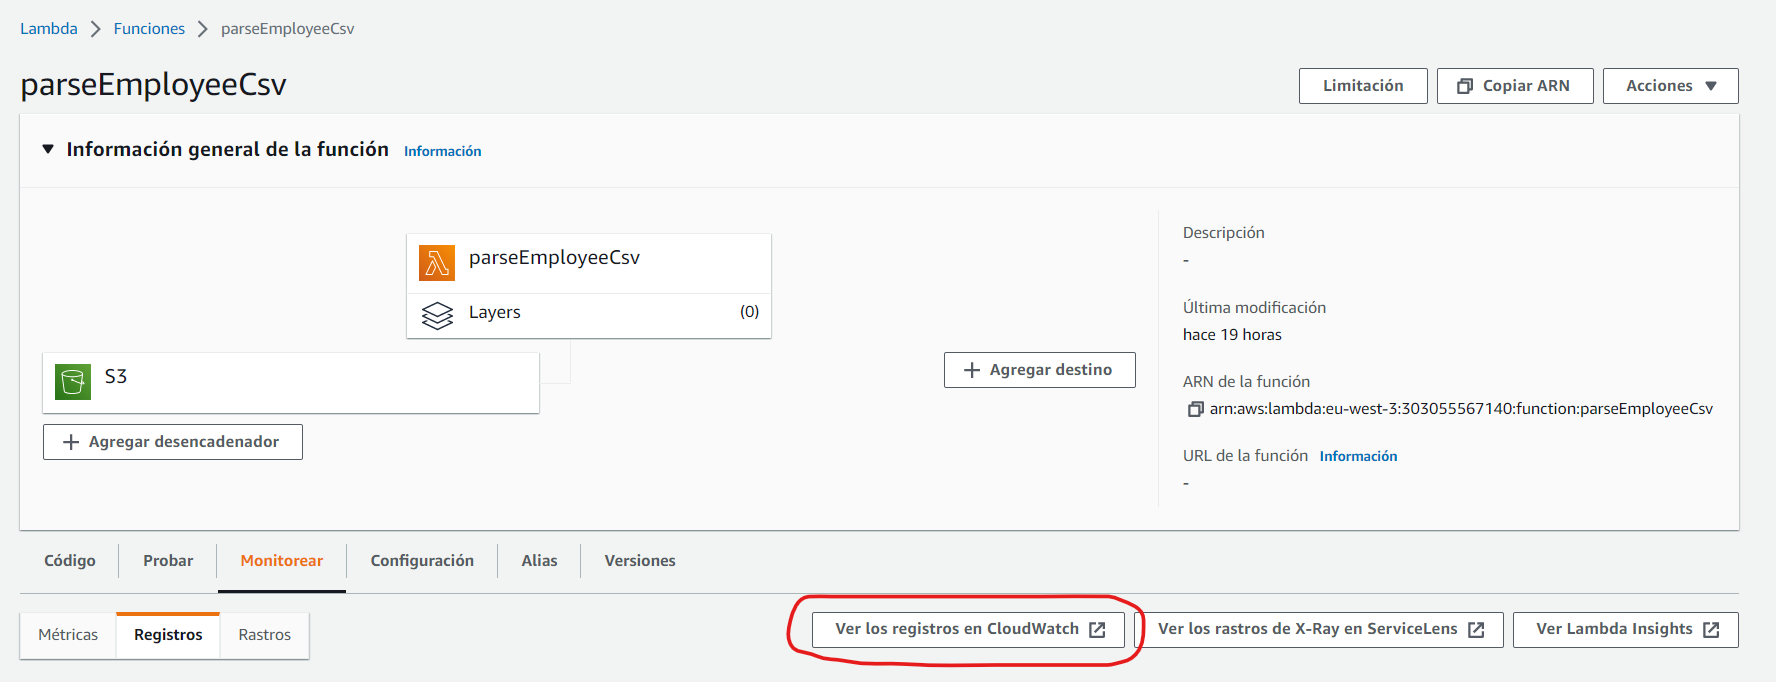 Lambda > Funciones > parseEmployeeCsv
parseEmployeeCsv
Limitación
Copiar ARN
Acciones
Información general de la función Información
parseEmployeeCsv
Layers (0)
S3
Agregar desencadenador
Agregar destino
Descripción
-
Última modificación
hace 19 horas
ARN de la función
arn:aws:lambda:eu-west-3:303055567140:function:parseEmployeeCsv
URL de la función Información
-
Código
Probar
Monitorear
Configuración
Alias
Versiones
Métricas
Registros
Rastros
Ver los registros en CloudWatch
Ver los rastros de X-Ray en ServiceLens
Ver Lambda Insights